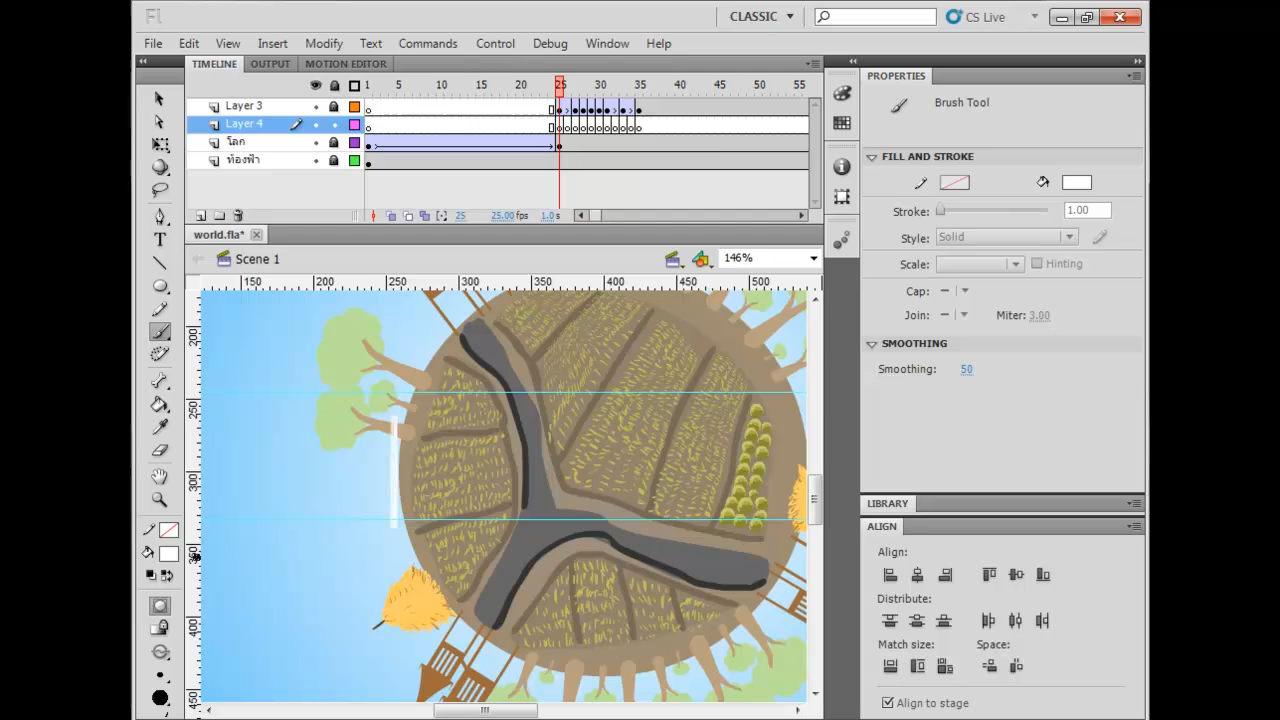 Fl CLASSIC CS Live
File Edit View Insert Modify Text Commands Control Debug Window Help
TIMELINE OUTPUT MOTION EDITOR
1 5 10 15 20 25 30 35 40 45 50 55
Layer 3
Layer 4
โลก
ท้องฟ้า
25 25.00 fps 1.0 s
world.fla*
Scene 1 146%
150 200 250 300 350 400 450 500
200
250
300
350
400
450
PROPERTIES
Brush Tool
FILL AND STROKE
Stroke: 1.00
Style: Solid
Scale: Hinting
Cap:
Join: Miter: 3.00
SMOOTHING
Smoothing: 50
LIBRARY
ALIGN
Align:
Distribute:
Match size: Space:
Align to stage